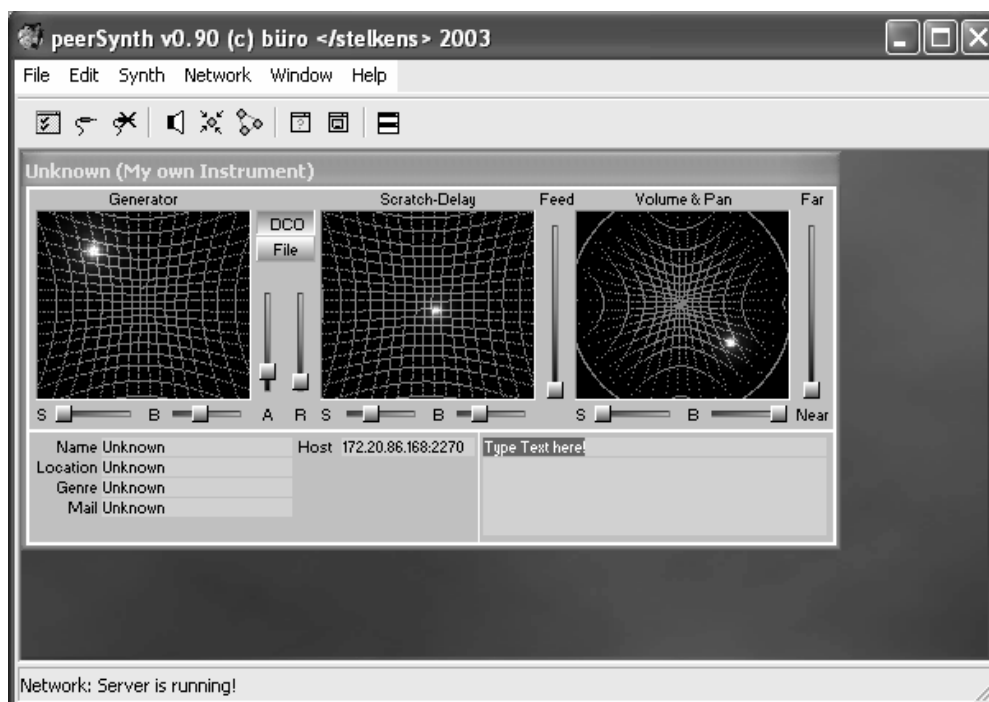 peerSynth v0.90 (c) büro </stelkens> 2003
File Edit Synth Network Window Help
Unknown (My own Instrument)
Generator Scratch-Delay Feed Volume & Pan Far
DCO
File
S B A R S B S B Near
Name Unknown Host 172.20.86.168:2270 Type Text here!
Location Unknown
Genre Unknown
Mail Unknown
Network: Server is running!